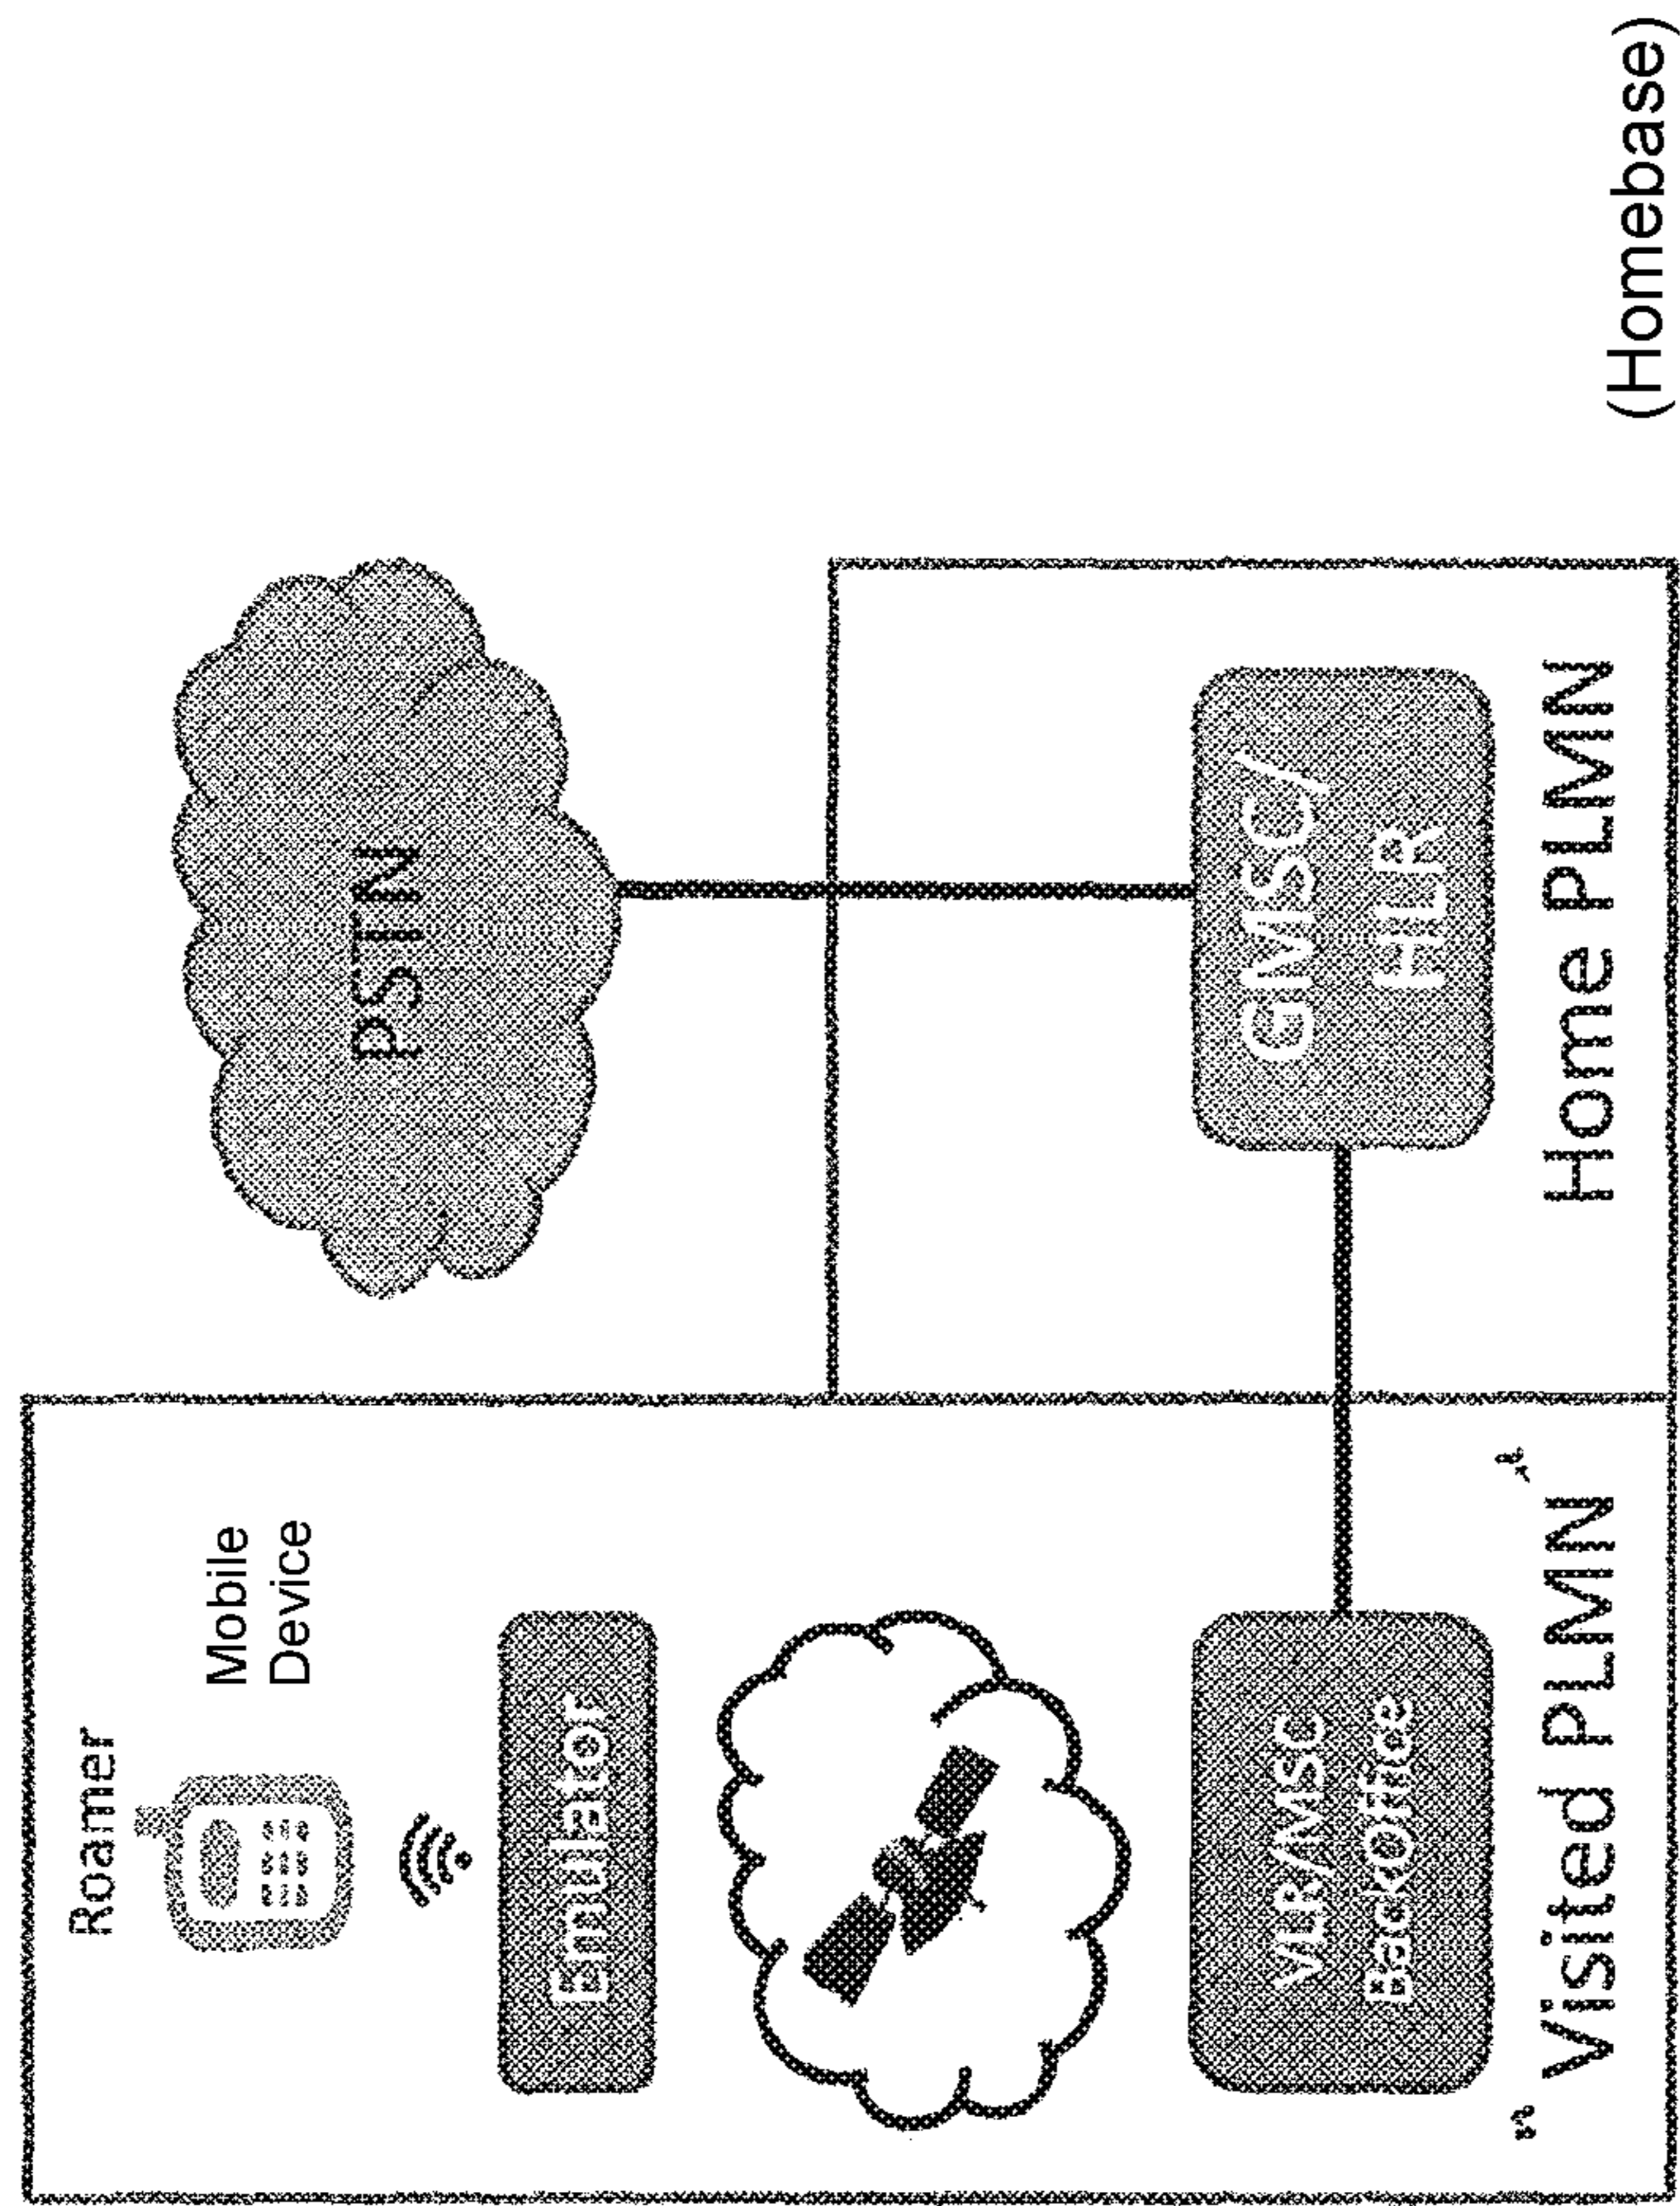 Roamer
Mobile
Device
Emulator
VLR/MSC
BackOffice
Visited PLMN
PSTN
GMSC/
HLR
Home PLMN
(Homebase)